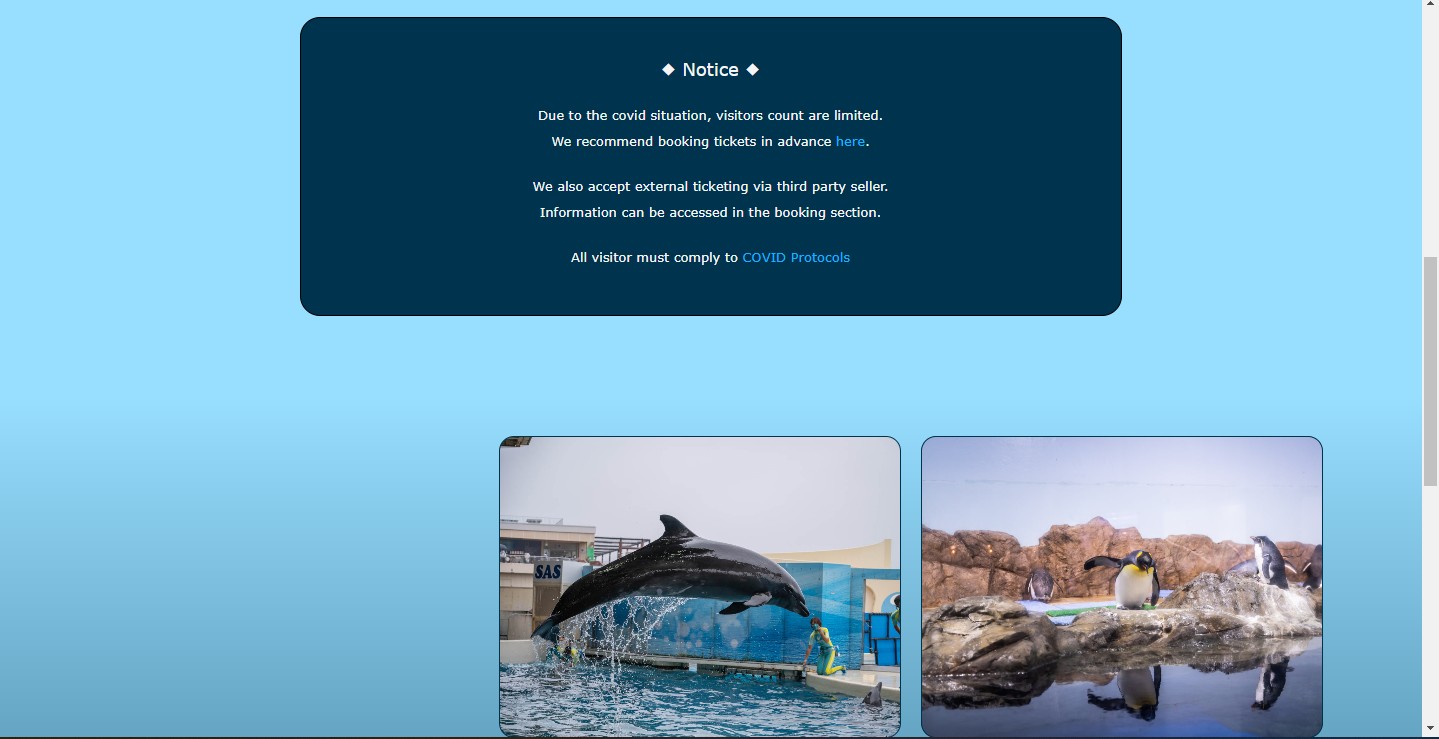 ◆ Notice ◆
Due to the covid situation, visitors count are limited.
We recommend booking tickets in advance here.
We also accept external ticketing via third party seller.
Information can be accessed in the booking section.
All visitor must comply to COVID Protocols
SAS